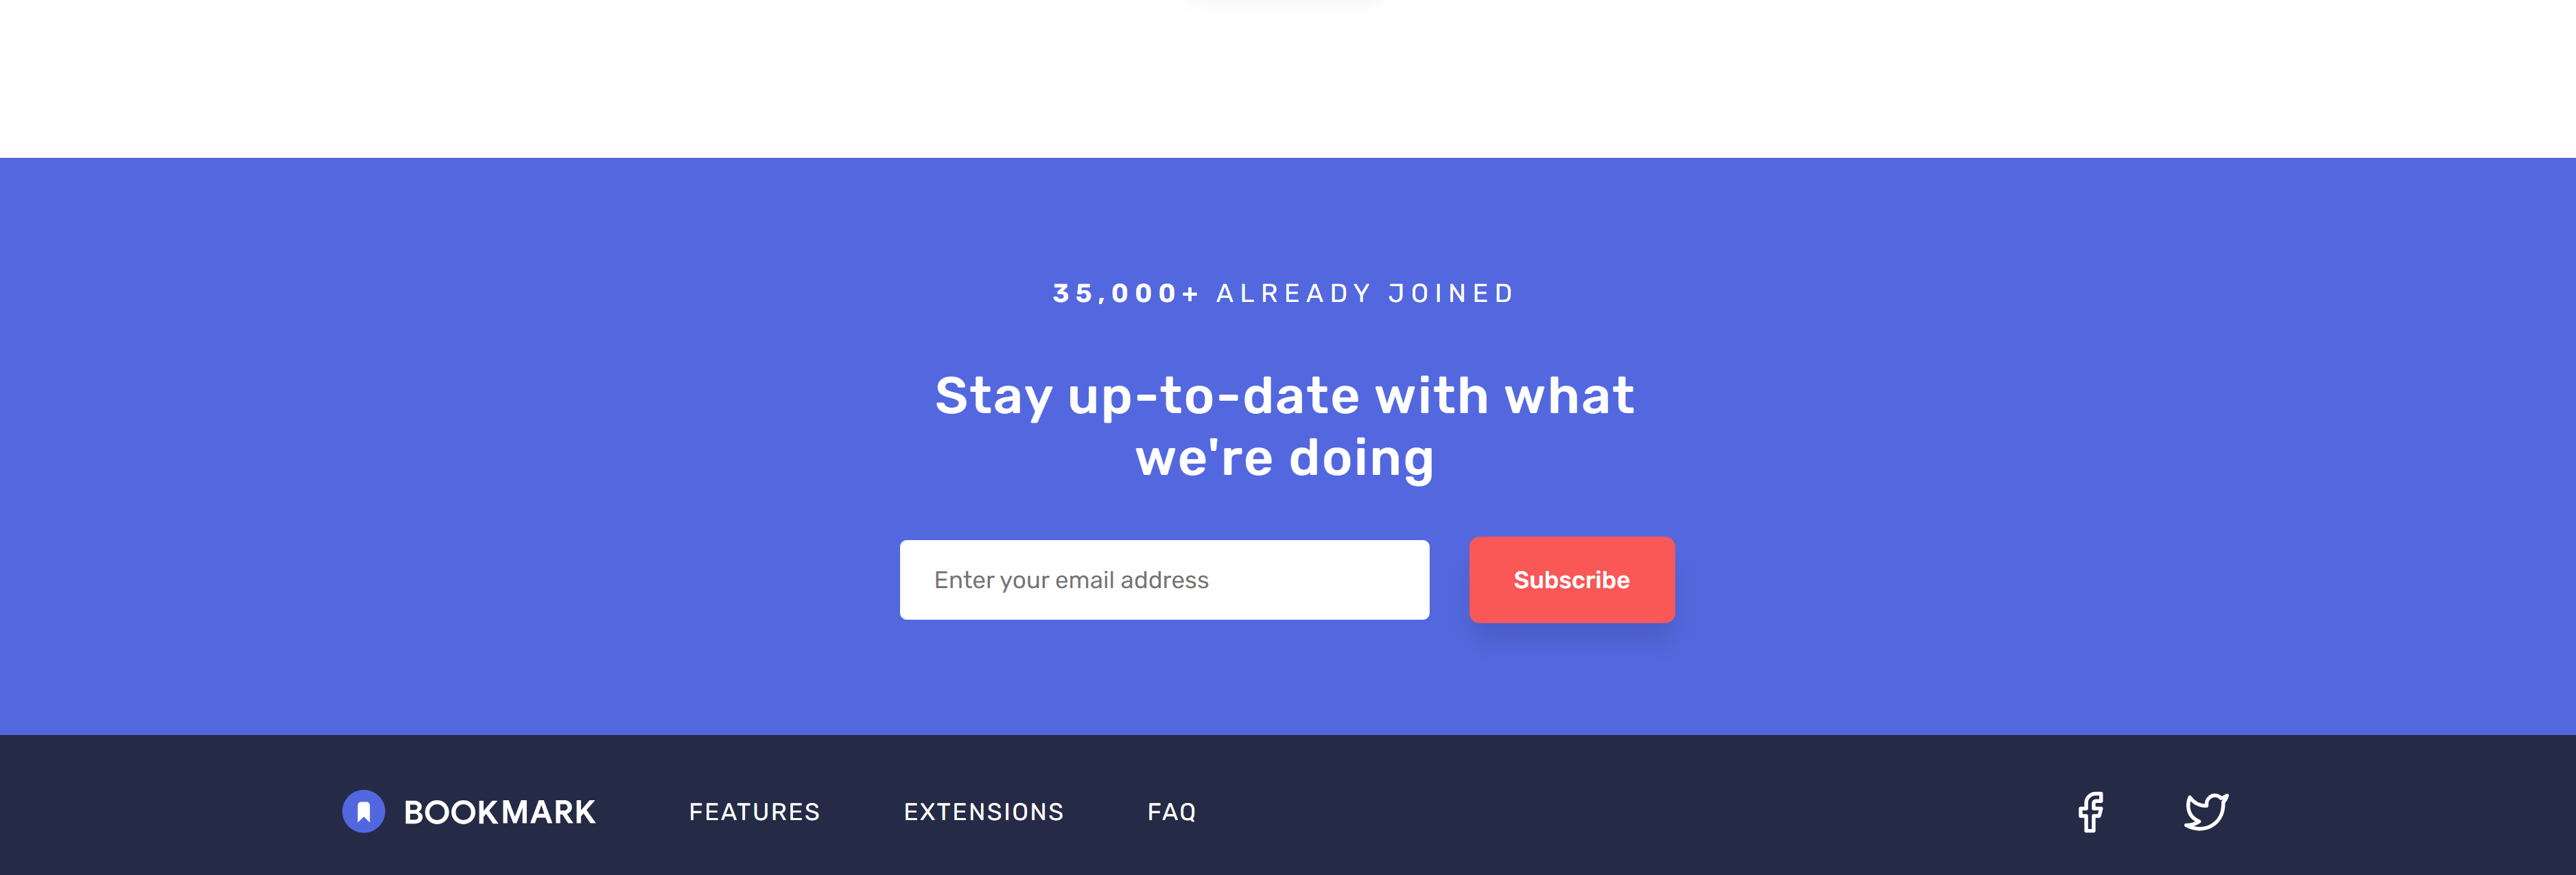 35,000+ ALREADY JOINED
Stay up-to-date with what
we're doing
Enter your email address
Subscribe
BOOKMARK
FEATURES
EXTENSIONS
FAQ